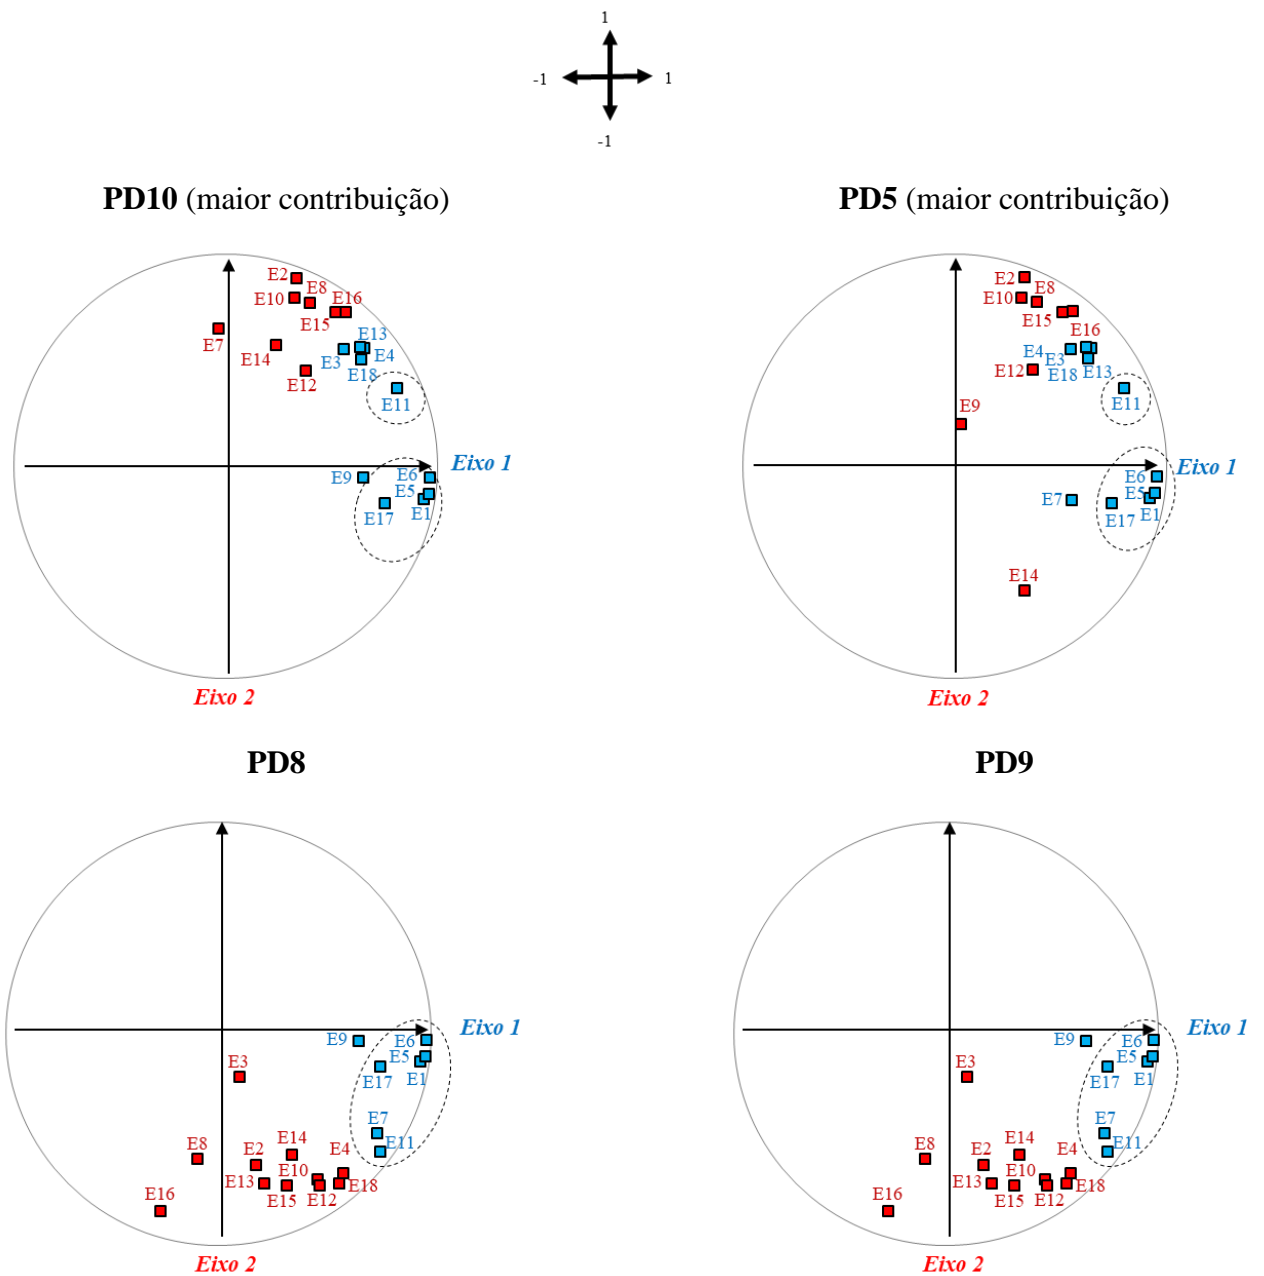 1
-1 1
-1
PD10 (maior contribuição) PD5 (maior contribuição)
E2
E8
E10
E16
E15
E7
E13
E14
E3
E4
E18
E12
E11
Eixo 1
E9
E6
E5
E17
E1
Eixo 2
E2
E8
E10
E15
E16
E4
E3
E12
E18
E13
E9
E11
Eixo 1
E6
E5
E7
E17
E1
E14
Eixo 2
PD8 PD9
Eixo 1
E9
E6
E5
E3
E17
E1
E7
E8
E2
E14
E4
E11
E13
E10
E18
E16
E15
E12
Eixo 2
Eixo 1
E9
E6
E5
E3
E17
E1
E7
E8
E2
E14
E4
E11
E13
E10
E18
E16
E15
E12
Eixo 2